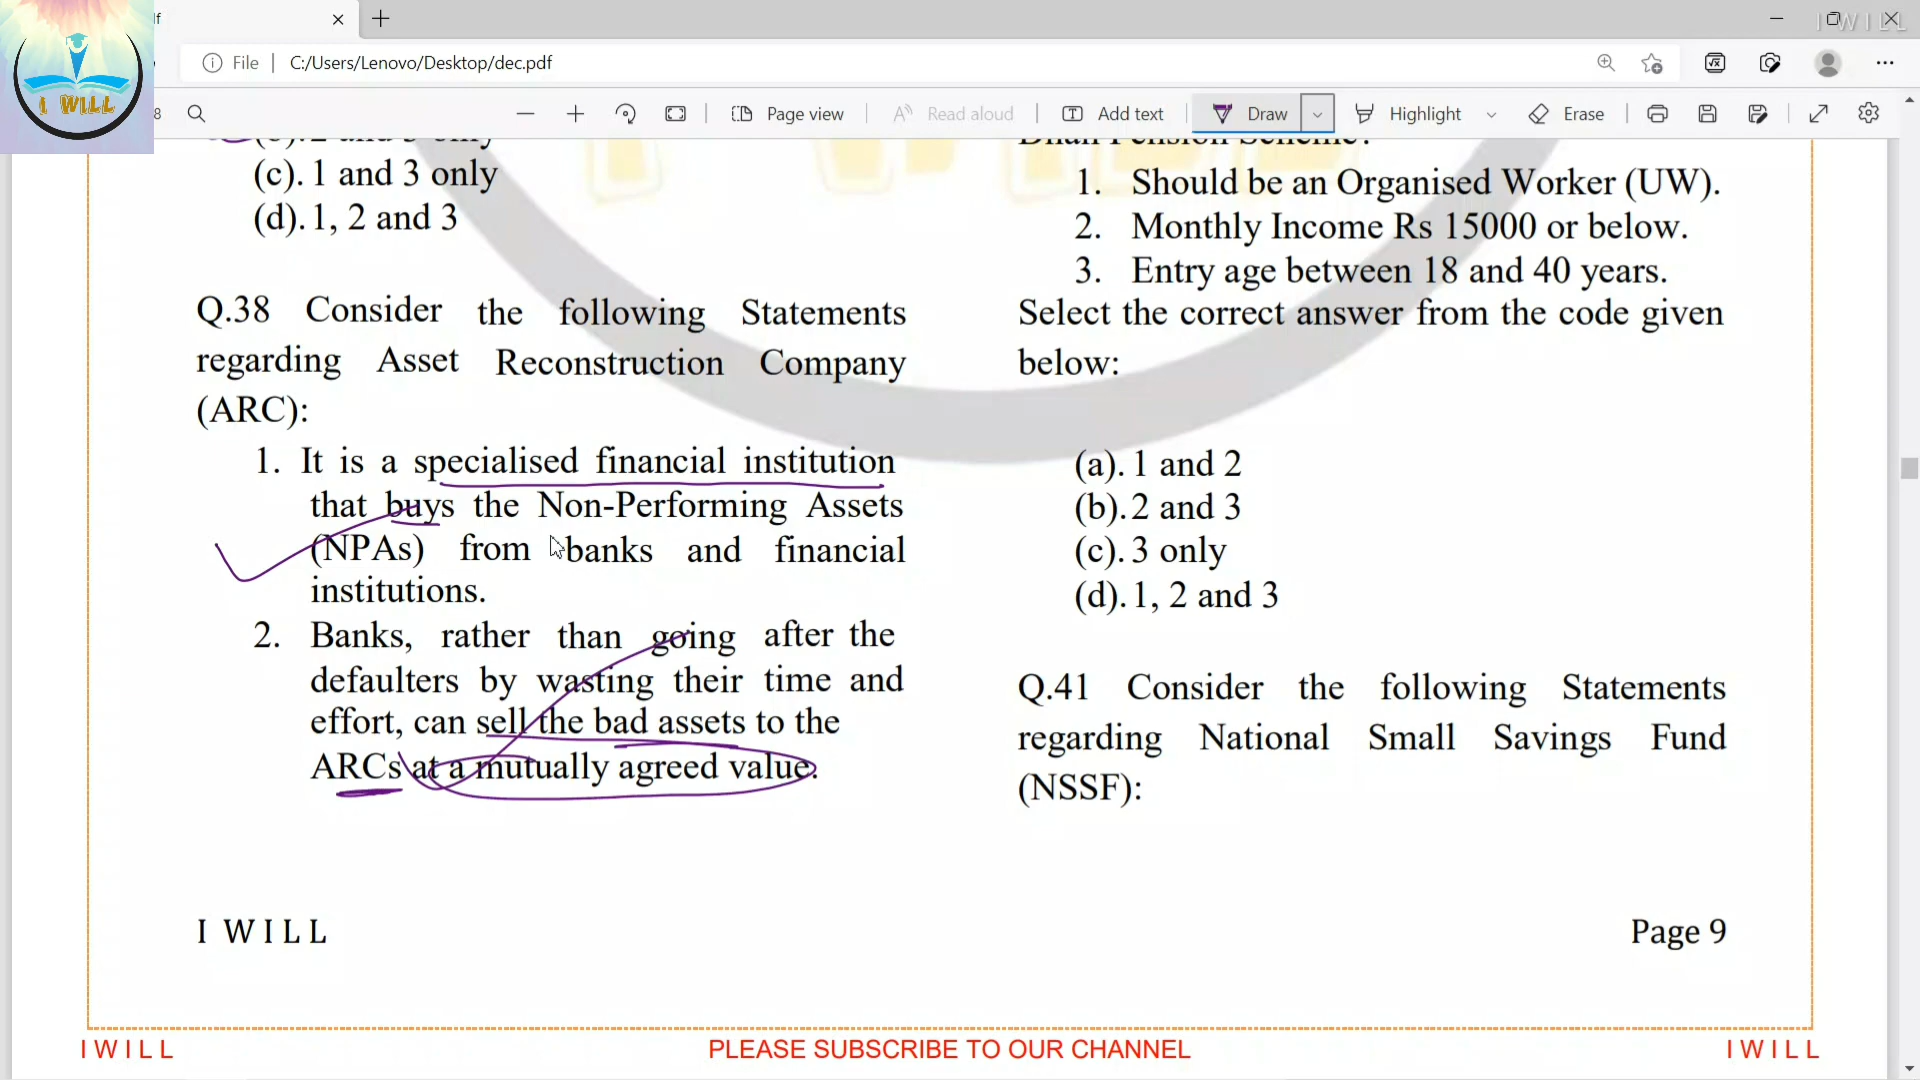 lf
I W I L L
File
C:/Users/Lenovo/Desktop/dec.pdf
I WILL
8
Page view
Read aloud
Add text
Draw
Highlight
Erase
(c). 1 and 3 only
(d). 1, 2 and 3
Q.38 Consider the following Statements
regarding Asset Reconstruction Company
(ARC):
1. It is a specialised financial institution
that buys the Non-Performing Assets
(NPAs) from banks and financial
institutions.
2. Banks, rather than going after the
defaulters by wasting their time and
effort, can sell the bad assets to the
ARCs at a mutually agreed value.
Dhan Pension Scheme:
1. Should be an Organised Worker (UW).
2. Monthly Income Rs 15000 or below.
3. Entry age between 18 and 40 years.
Select the correct answer from the code given
below:
(a). 1 and 2
(b). 2 and 3
(c). 3 only
(d). 1, 2 and 3
Q.41 Consider the following Statements
regarding National Small Savings Fund
(NSSF):
I W I L L
Page 9
I W I L L
PLEASE SUBSCRIBE TO OUR CHANNEL
I W I L L